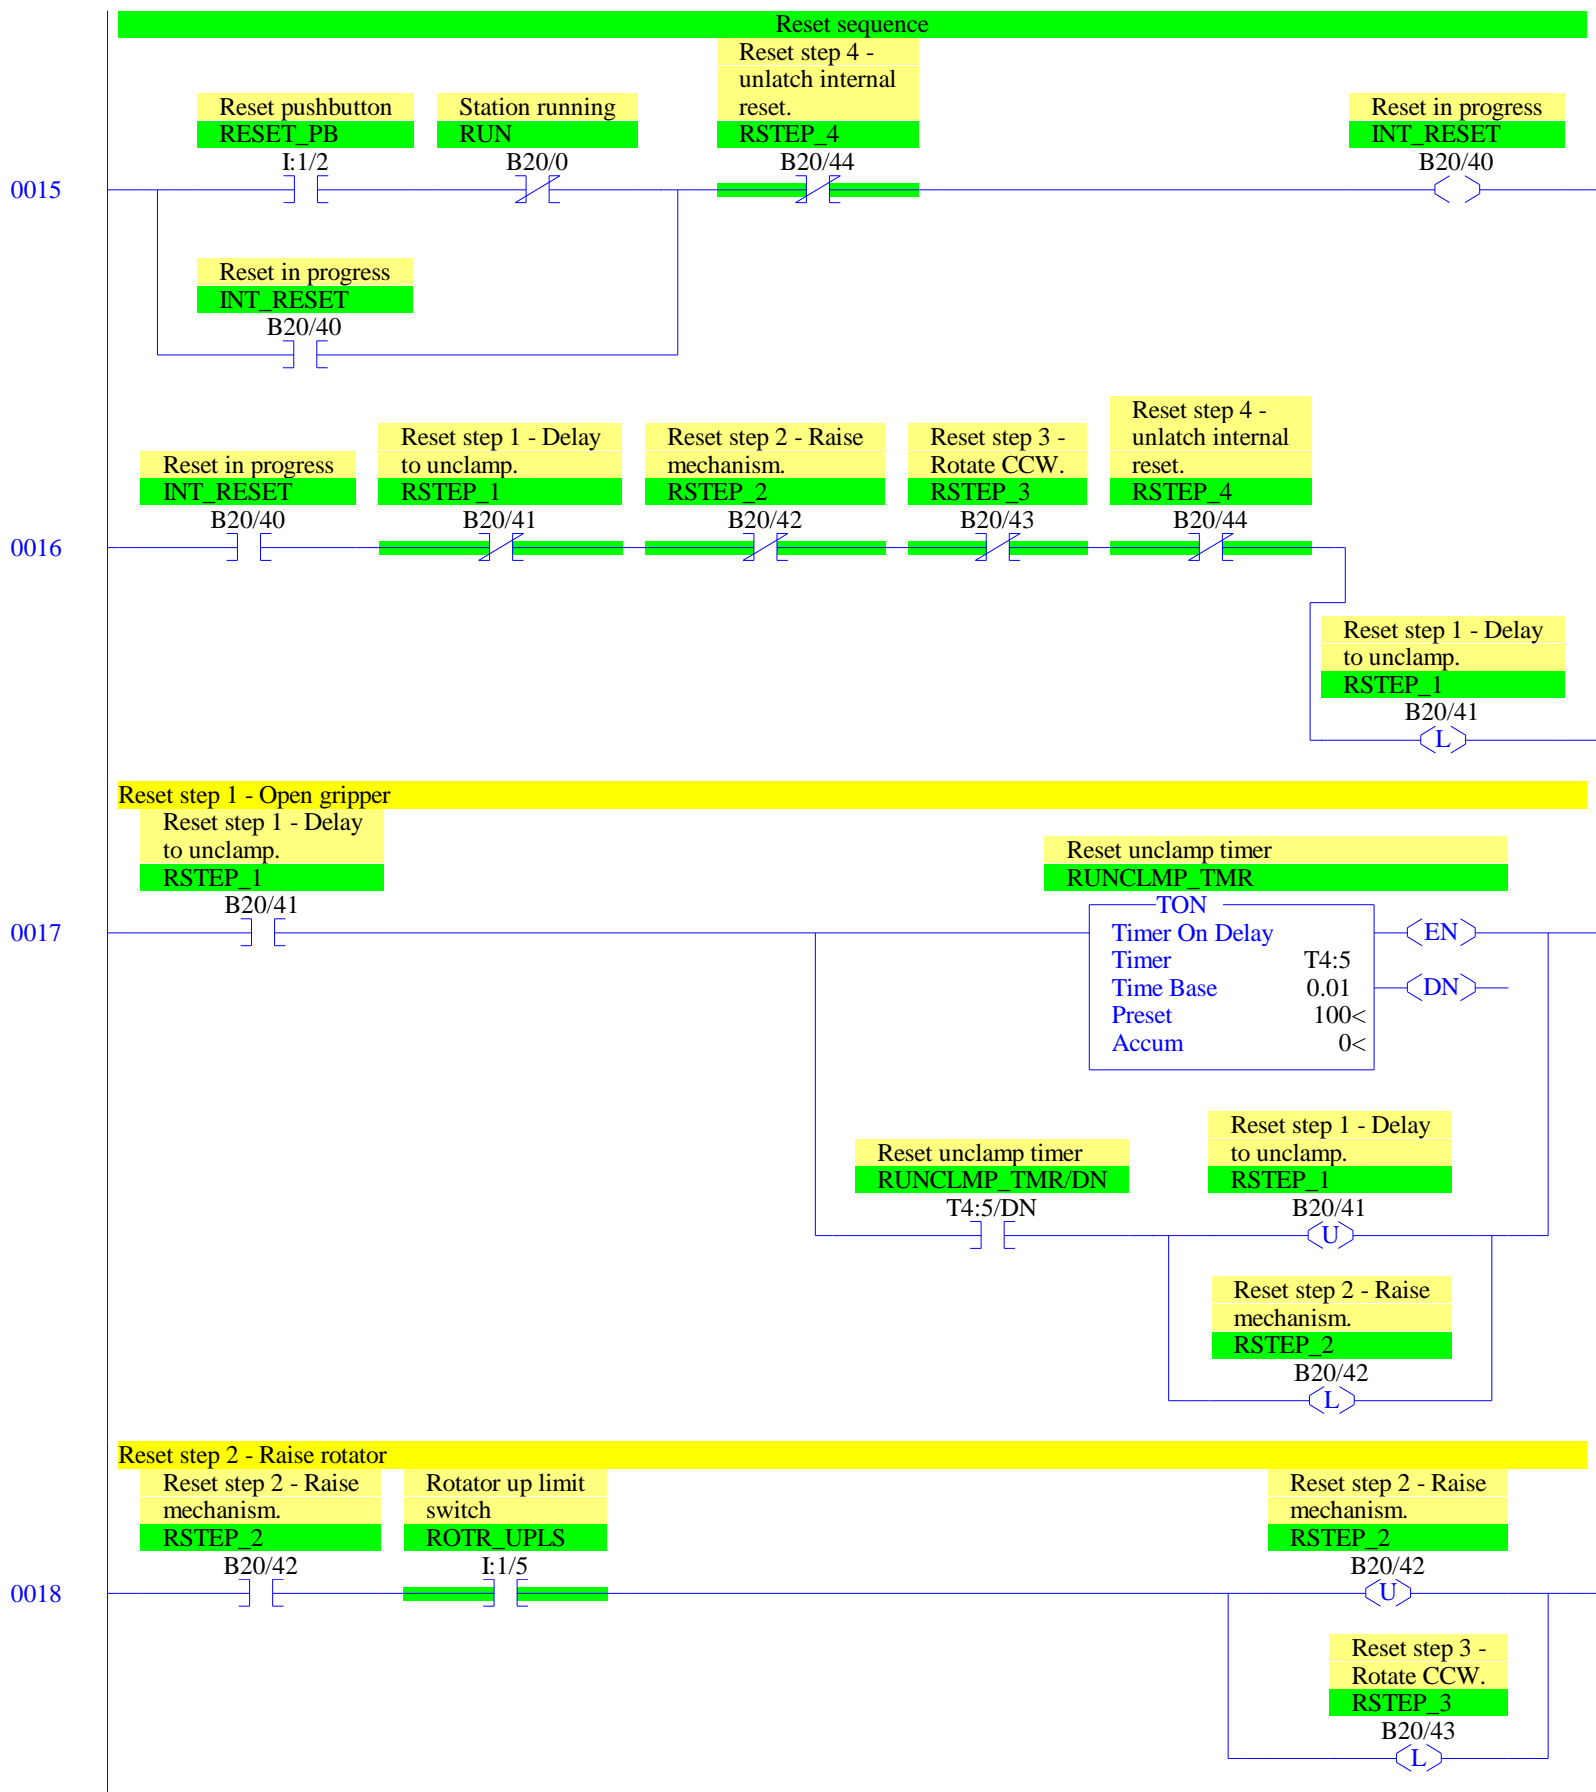 Reset sequence
Reset step 4 -
unlatch internal
reset.
RSTEP_4
B20/44
Reset pushbutton
RESET_PB
I:1/2
Station running
RUN
B20/0
Reset in progress
INT_RESET
B20/40
0015
Reset in progress
INT_RESET
B20/40
Reset in progress
INT_RESET
B20/40
Reset step 1 - Delay
to unclamp.
RSTEP_1
B20/41
Reset step 2 - Raise
mechanism.
RSTEP_2
B20/42
Reset step 3 -
Rotate CCW.
RSTEP_3
B20/43
Reset step 4 -
unlatch internal
reset.
RSTEP_4
B20/44
0016
Reset step 1 - Delay
to unclamp.
RSTEP_1
B20/41
L
Reset step 1 - Open gripper
Reset step 1 - Delay
to unclamp.
RSTEP_1
B20/41
0017
Reset unclamp timer
RUNCLMP_TMR
TON
Timer On Delay
Timer T4:5
Time Base 0.01
Preset 100<
Accum 0<
EN
DN
Reset unclamp timer
RUNCLMP_TMR/DN
T4:5/DN
Reset step 1 - Delay
to unclamp.
RSTEP_1
B20/41
U
Reset step 2 - Raise
mechanism.
RSTEP_2
B20/42
L
Reset step 2 - Raise rotator
Reset step 2 - Raise
mechanism.
RSTEP_2
B20/42
Rotator up limit
switch
ROTR_UPLS
I:1/5
Reset step 2 - Raise
mechanism.
RSTEP_2
B20/42
U
0018
Reset step 3 -
Rotate CCW.
RSTEP_3
B20/43
L